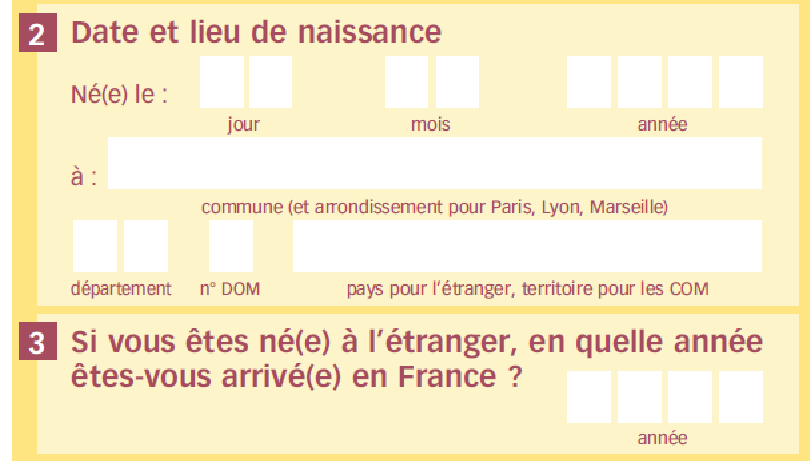 2 Date et lieu de naissance
Né(e) le :
jour mois année
à :
commune (et arrondissement pour Paris, Lyon, Marseille)
département n° DOM pays pour l'étranger, territoire pour les COM
3 Si vous êtes né(e) à l'étranger, en quelle année
êtes-vous arrivé(e) en France ?
année